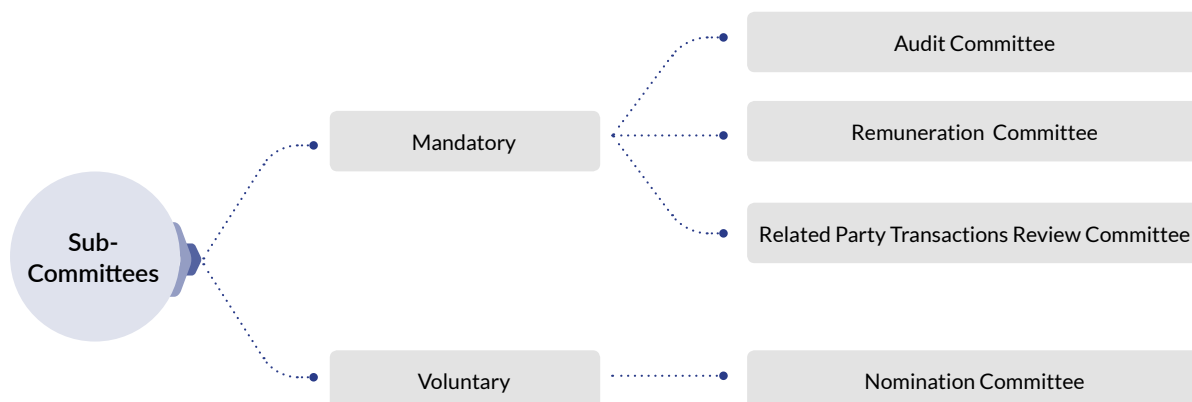 Sub-
Committees
Mandatory
Audit Committee
Remuneration Committee
Related Party Transactions Review Committee
Voluntary
Nomination Committee